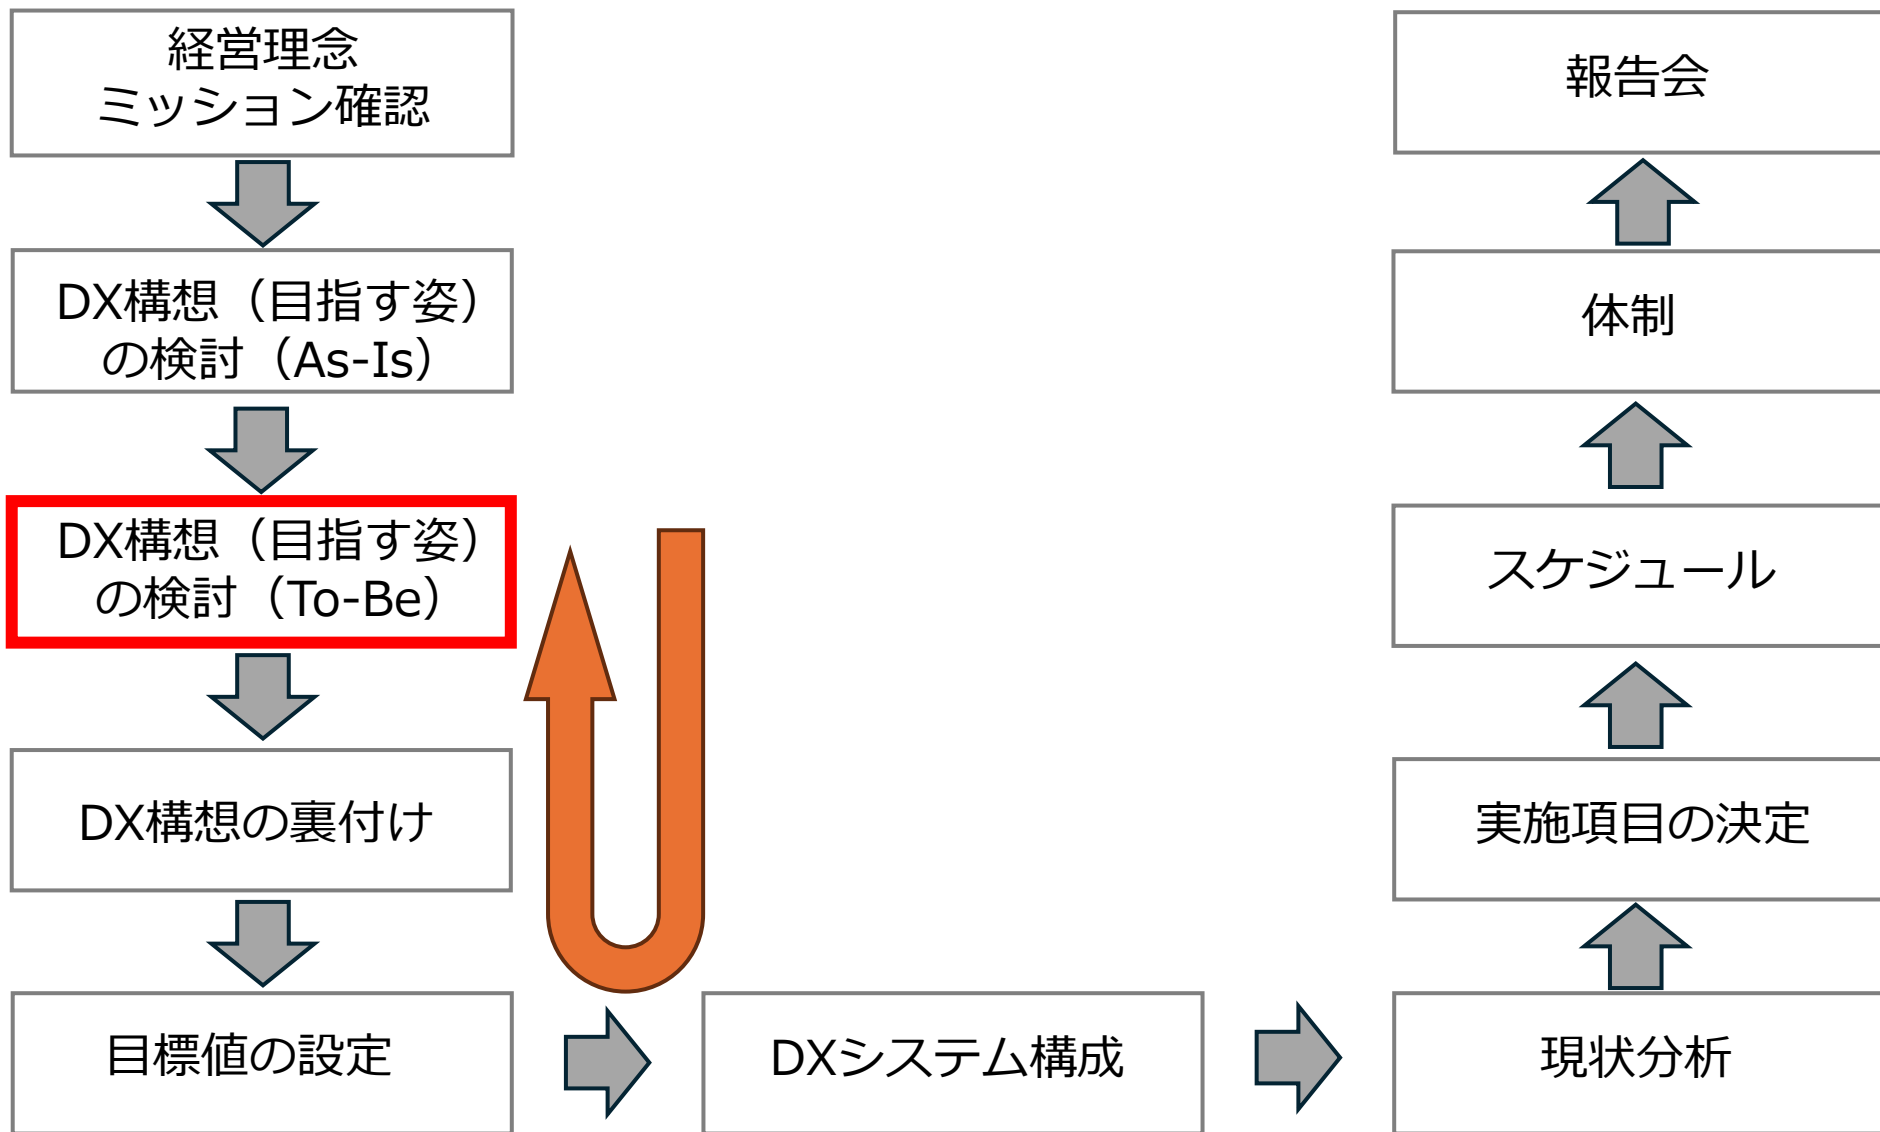 経営理念
ミッション確認
DX構想（目指す姿）
の検討（As-Is）
DX構想（目指す姿）
の検討（To-Be）
DX構想の裏付け
目標値の設定
DXシステム構成
現状分析
実施項目の決定
スケジュール
体制
報告会